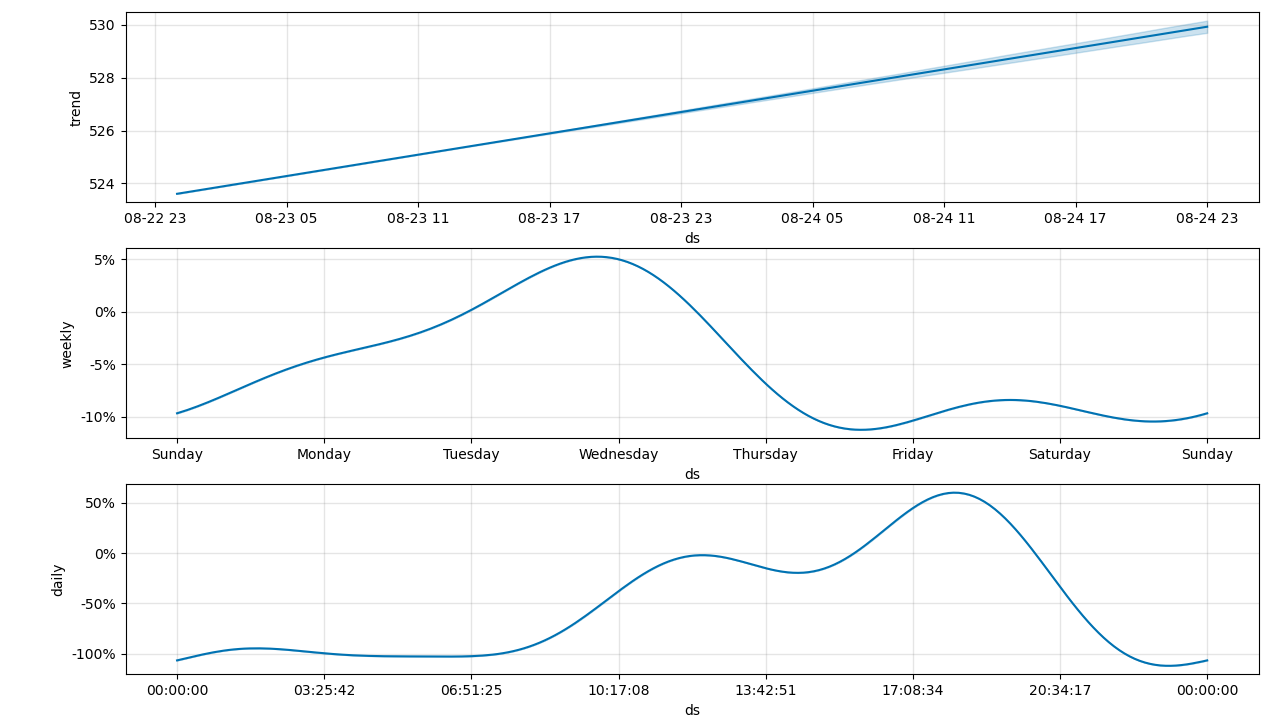 trend
530
528
526
524
08-22 23 08-23 05 08-23 11 08-23 17 08-23 23 08-24 05 08-24 11 08-24 17 08-24 23
ds
weekly
5%
0%
-5%
-10%
Sunday Monday Tuesday Wednesday Thursday Friday Saturday Sunday
ds
daily
50%
0%
-50%
-100%
00:00:00 03:25:42 06:51:25 10:17:08 13:42:51 17:08:34 20:34:17 00:00:00
ds